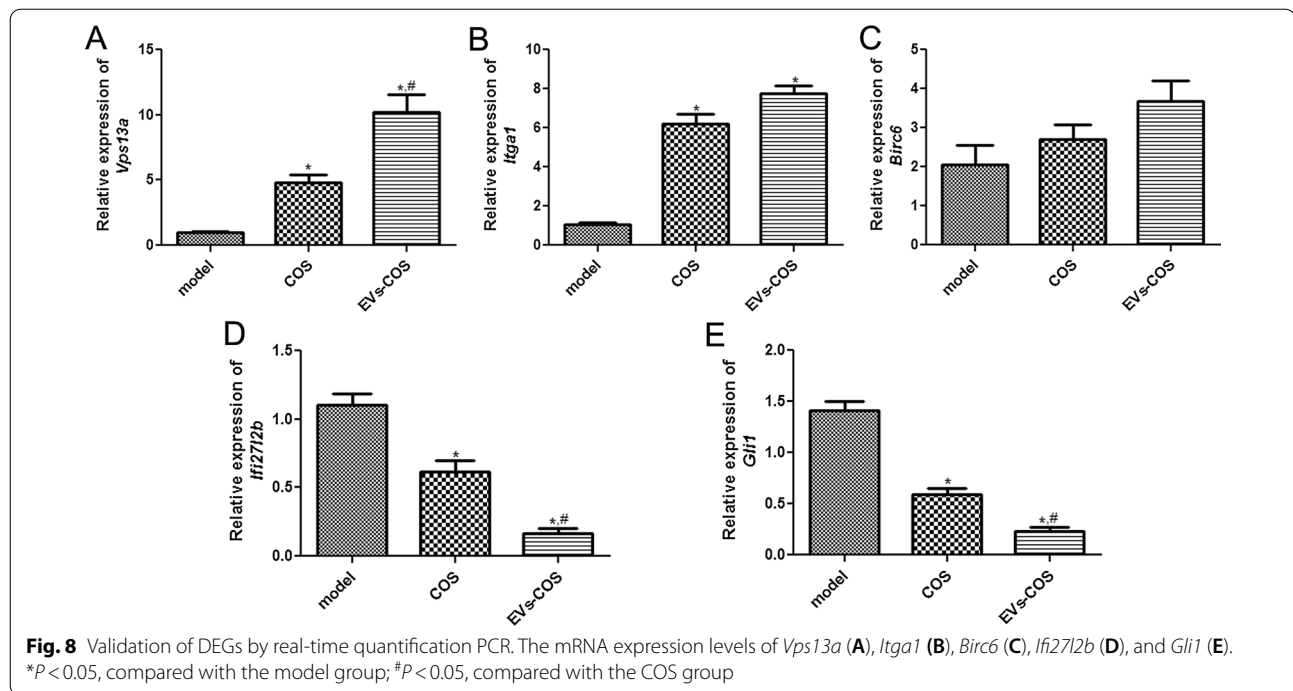 A
Relative expression of
Vps13a
15
10
5
0
*
*,#
model
COS
EVs-COS
B
Relative expression of
Itga1
10
8
6
4
2
0
*
*
model
COS
EVs-COS
C
Relative expression of
Birc6
5
4
3
2
1
0
model
COS
EVs-COS
D
Relative expression of
Ifi27l2b
1.5
1.0
0.5
0.0
*
*,#
model
COS
EVs-COS
E
Relative expression of
Gli1
2.0
1.5
1.0
0.5
0.0
*
*,#
model
COS
EVs-COS
Fig. 8 Validation of DEGs by real-time quantification PCR. The mRNA expression levels of Vps13a (A), Itga1 (B), Birc6 (C), Ifi27l2b (D), and Gli1 (E).
*P < 0.05, compared with the model group; #P < 0.05, compared with the COS group